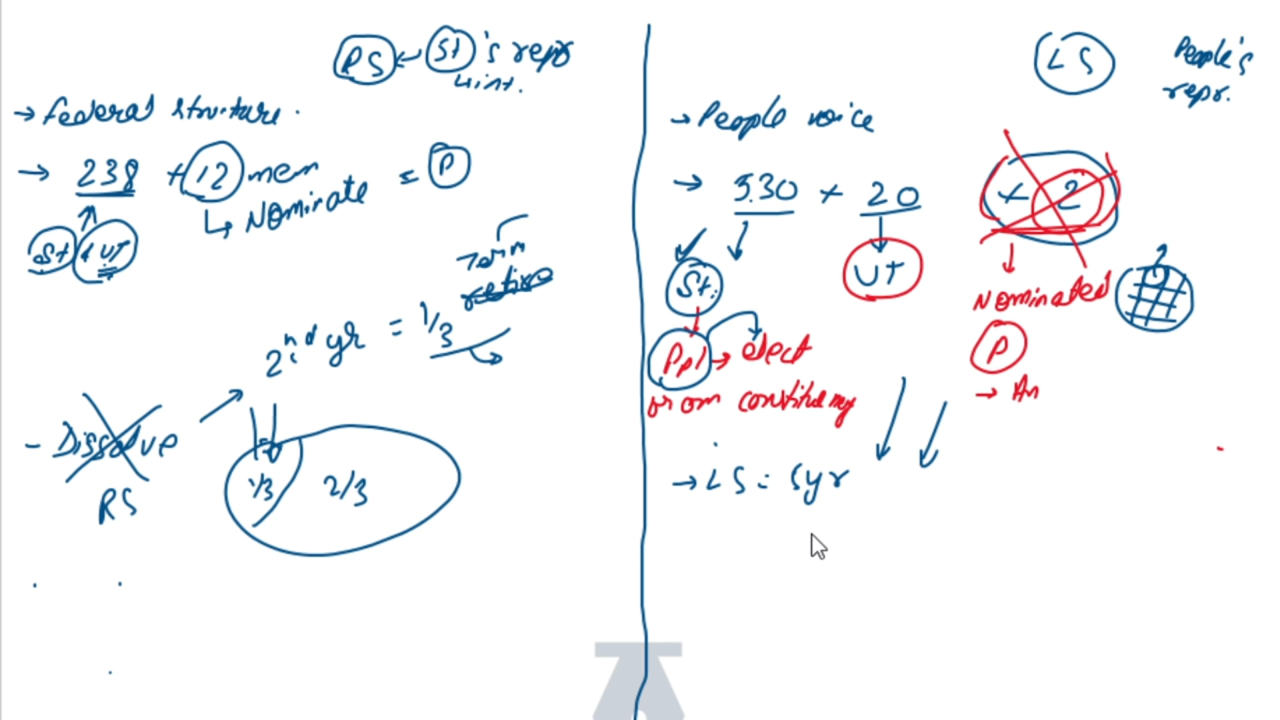 RS ← St's repr
int.
→ federal structure.
→ 238 + 12 mem = P
↳ Nominate
St & UT
Term
retire
2nd yr = 1/3
- Dissolve
RS
1/3 2/3
LS People's
repr.
→ People voice
→ 530 + 20 + 2
St. UT
Nominated
Ppl → elect P
from constituency → An
→ LS = 5yr